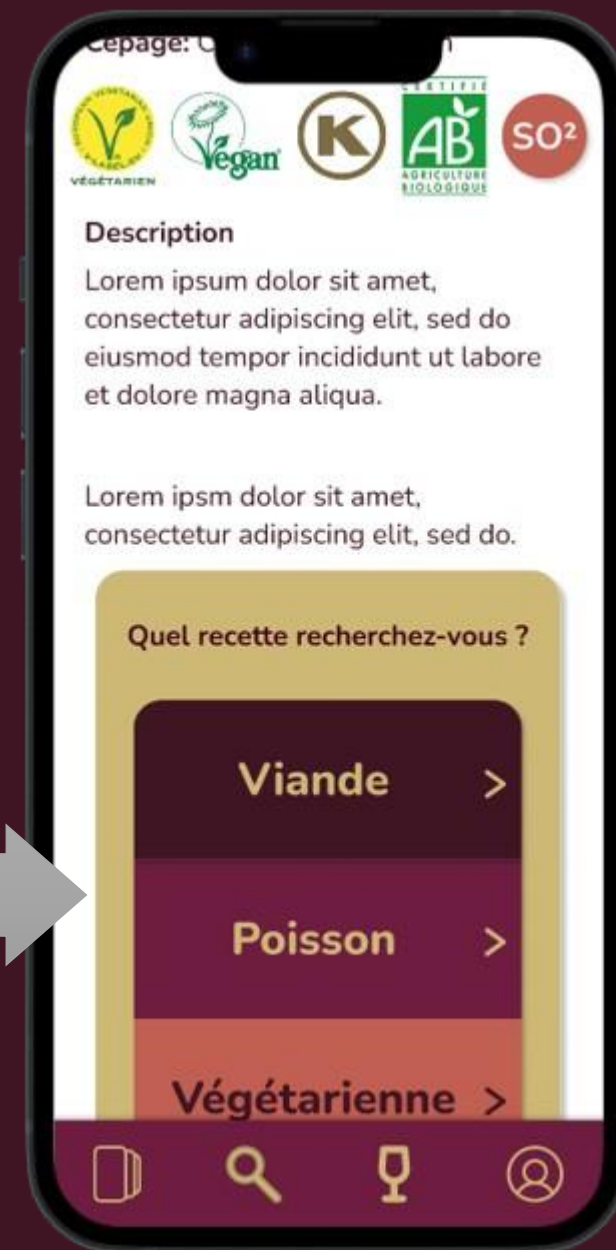 Cépage:
VÉGÉTARIEN
Vegan
K
CERTIFIÉ
AB
AGRICULTURE
BIOLOGIQUE
SO²
Description
Lorem ipsum dolor sit amet,
consectetur adipiscing elit, sed do
eiusmod tempor incididunt ut labore
et dolore magna aliqua.
Lorem ipsm dolor sit amet,
consectetur adipiscing elit, sed do.
Quel recette recherchez-vous ?
Viande >
Poisson >
Végétarienne >